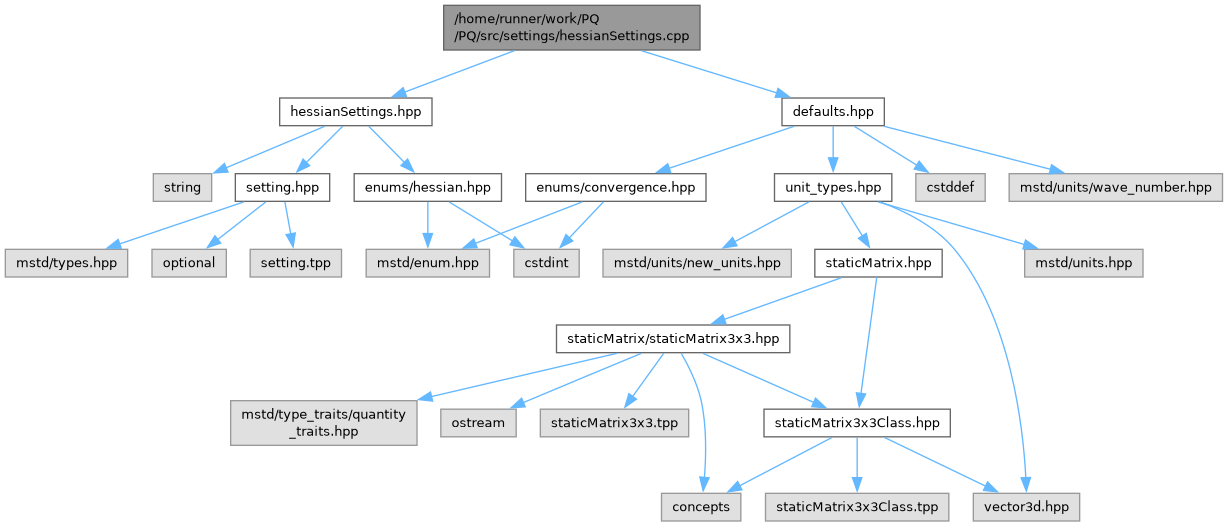 /home/runner/work/PQ
/PQ/src/settings/hessianSettings.cpp
hessianSettings.hpp
defaults.hpp
string
setting.hpp
enums/hessian.hpp
enums/convergence.hpp
unit_types.hpp
cstddef
mstd/units/wave_number.hpp
mstd/types.hpp
optional
setting.tpp
mstd/enum.hpp
cstdint
mstd/units/new_units.hpp
staticMatrix.hpp
mstd/units.hpp
staticMatrix/staticMatrix3x3.hpp
mstd/type_traits/quantity
_traits.hpp
ostream
staticMatrix3x3.tpp
staticMatrix3x3Class.hpp
concepts
staticMatrix3x3Class.tpp
vector3d.hpp